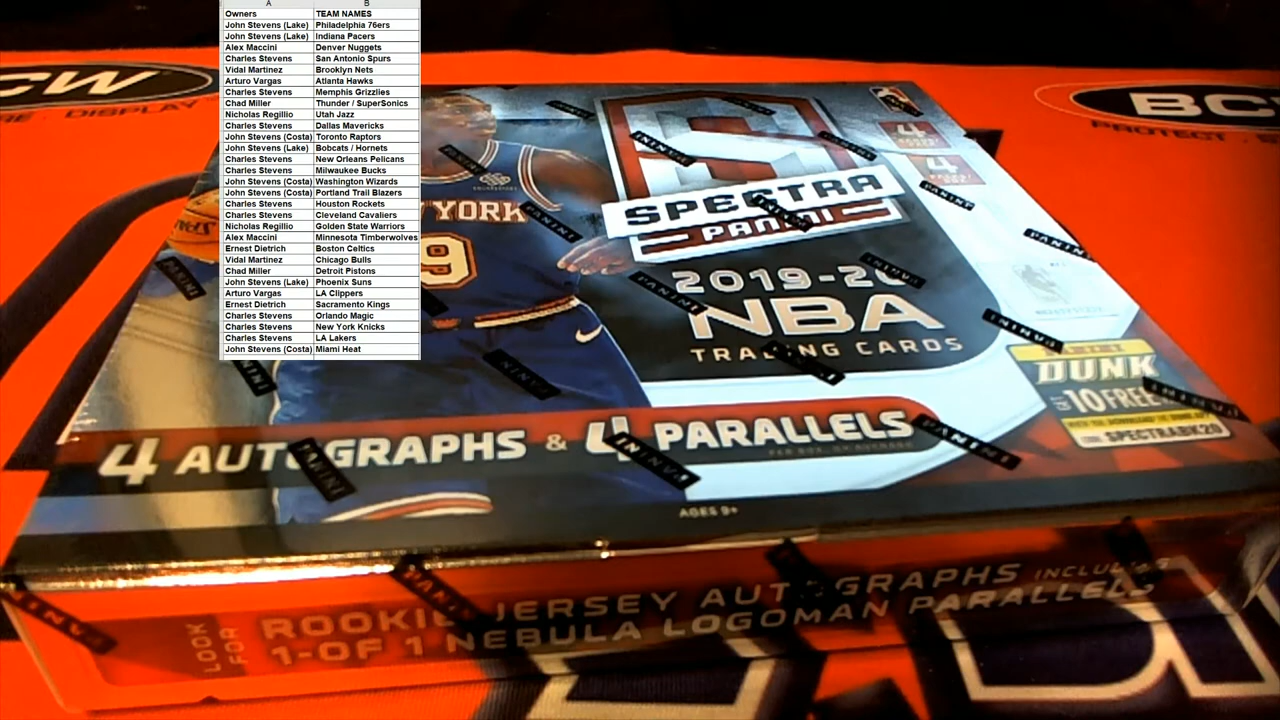 A B
Owners TEAM NAMES
John Stevens (Lake) Philadelphia 76ers
John Stevens (Lake) Indiana Pacers
Alex Maccini Denver Nuggets
Charles Stevens San Antonio Spurs
Vidal Martinez Brooklyn Nets
Arturo Vargas Atlanta Hawks
Charles Stevens Memphis Grizzlies
Chad Miller Thunder / SuperSonics
Nicholas Regillio Utah Jazz
Charles Stevens Dallas Mavericks
John Stevens (Costa) Toronto Raptors
John Stevens (Lake) Bobcats / Hornets
Charles Stevens New Orleans Pelicans
Charles Stevens Milwaukee Bucks
John Stevens (Costa) Washington Wizards
John Stevens (Costa) Portland Trail Blazers
Charles Stevens Houston Rockets
Charles Stevens Cleveland Cavaliers
Nicholas Regillio Golden State Warriors
Alex Maccini Minnesota Timberwolves
Ernest Dietrich Boston Celtics
Vidal Martinez Chicago Bulls
Chad Miller Detroit Pistons
John Stevens (Lake) Phoenix Suns
Arturo Vargas LA Clippers
Ernest Dietrich Sacramento Kings
Charles Stevens Orlando Magic
Charles Stevens New York Knicks
Charles Stevens LA Lakers
John Stevens (Costa) Miami Heat
CW
DISPLAY
BC
PROTECT
YORK
9
SPECTRA
PANINI
2019-20
NBA
TRADING CARDS
4
4
PANINI
DUNK
GET 10 FREE
SPECTRABK20
4 AUTOGRAPHS & 4 PARALLELS
AGES 9+
LOOK FOR
ROOKIE JERSEY AUTOGRAPHS INCLUDING
1-OF 1 NEBULA LOGOMAN PARALLELS